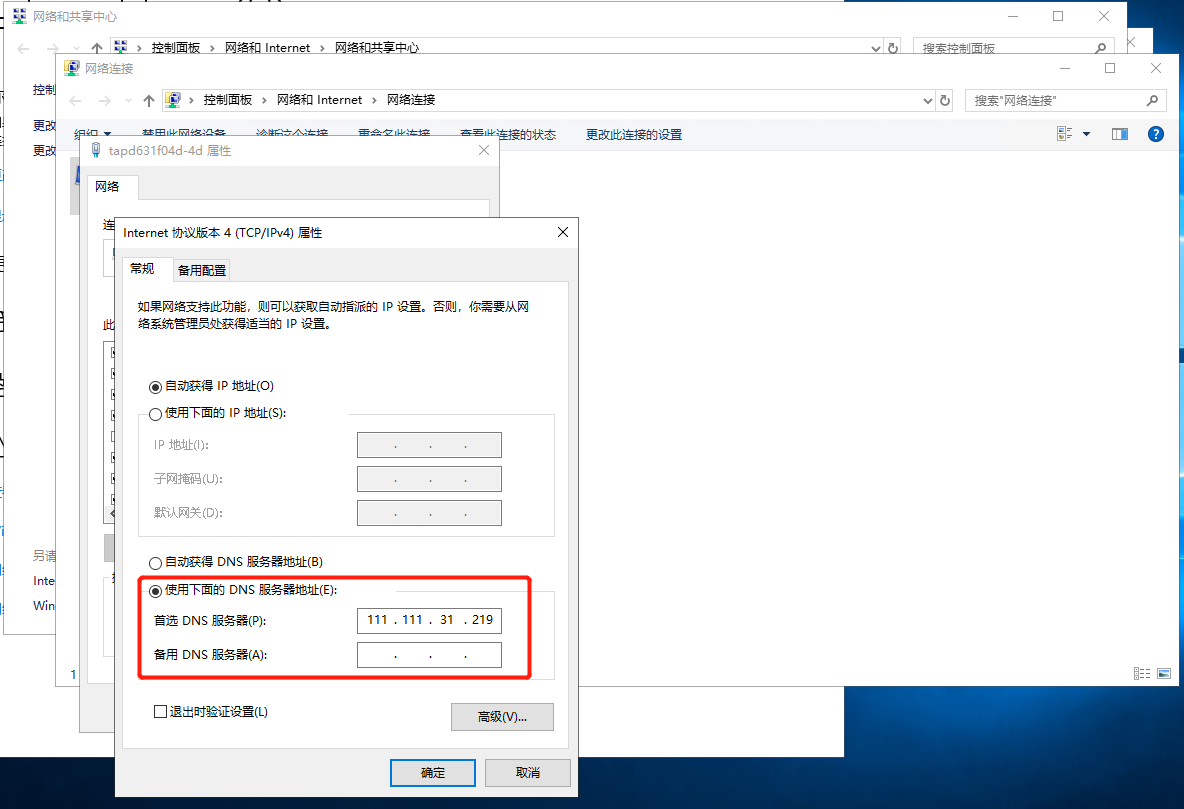 网络和共享中心
控制面板 › 网络和 Internet › 网络和共享中心
搜索控制面板
网络连接
控制
控制面板 › 网络和 Internet › 网络连接
搜索"网络连接"
更改
更改
组织 禁用此网络设备 诊断这个连接 重命名此连接 查看此连接的状态 更改此连接的设置
tapd631f04d-4d 属性
网络
连
Internet 协议版本 4 (TCP/IPv4) 属性
常规 备用配置
如果网络支持此功能，则可以获取自动指派的 IP 设置。否则，你需要从网
络系统管理员处获得适当的 IP 设置。
此
自动获得 IP 地址(O)
使用下面的 IP 地址(S):
IP 地址(I):
子网掩码(U):
默认网关(D):
自动获得 DNS 服务器地址(B)
使用下面的 DNS 服务器地址(E):
首选 DNS 服务器(P): 111 . 111 . 31 . 219
备用 DNS 服务器(A):
另请
Inte
Win
1
退出时验证设置(L)
高级(V)...
确定 取消